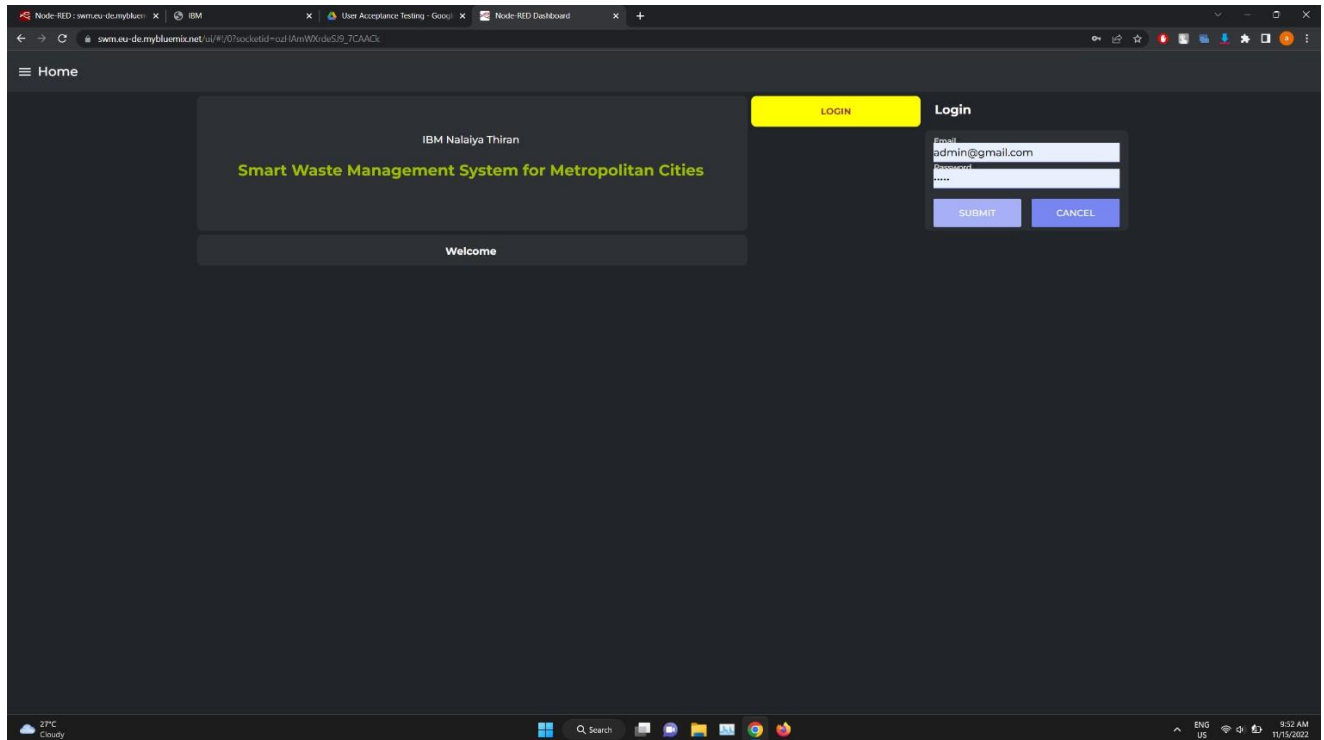 Node-RED : swm.eu-de.mybluem
IBM
User Acceptance Testing - Googl
Node-RED Dashboard
swm.eu-de.mybluemix.net/ui/#!/0?socketid=
Home
IBM Nalaiya Thiran
Smart Waste Management System for Metropolitan Cities
Welcome
LOGIN
Login
Email
admin@gmail.com
Password
•••••
SUBMIT
CANCEL
27°C
Cloudy
Search
ENG
US
9:52 AM
11/15/2022